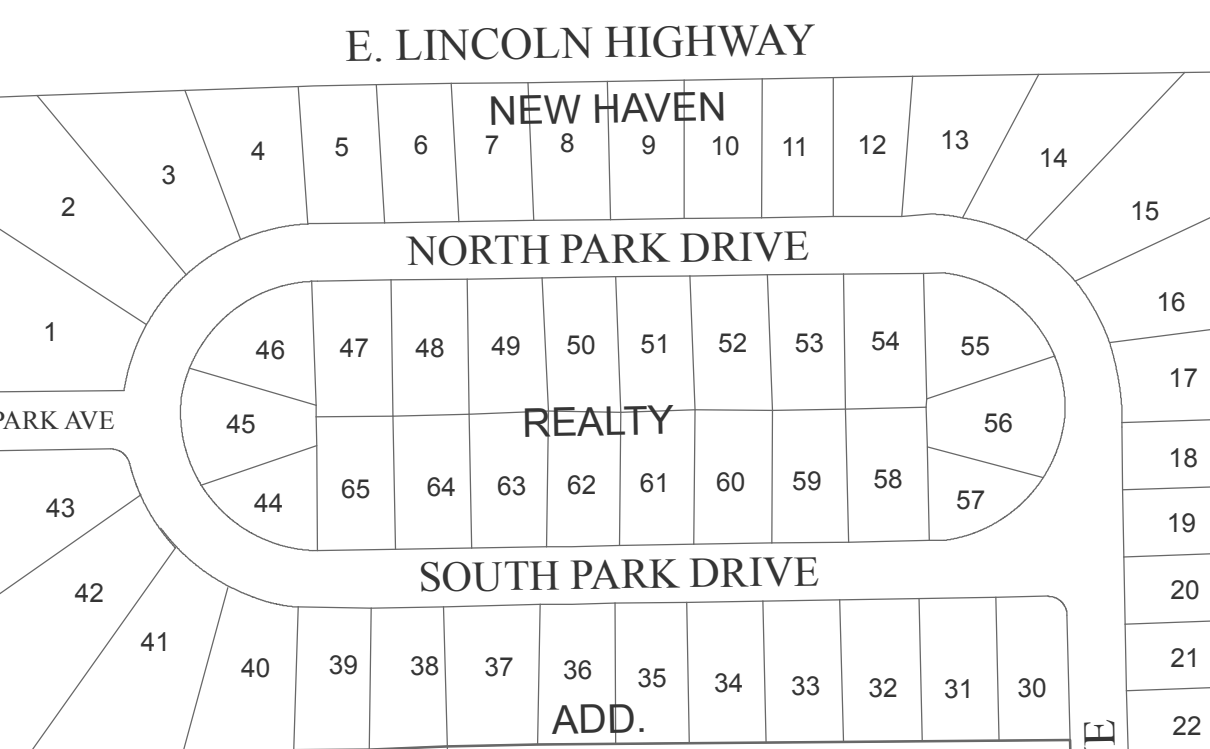 E. LINCOLN HIGHWAY
NEW HAVEN
2 3 4 5 6 7 8 9 10 11 12 13 14 15
NORTH PARK DRIVE
1 46 47 48 49 50 51 52 53 54 55 16
17
PARK AVE 45 REALTY 56
18
43 44 65 64 63 62 61 60 59 58 57 19
SOUTH PARK DRIVE
42 20
41 40 39 38 37 36 35 34 33 32 31 30 21
ADD.
22